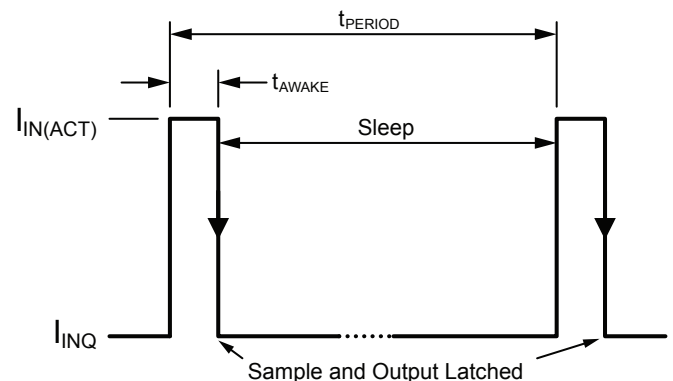 tPERIOD
tAWAKE
IIN(ACT)
Sleep
IINQ
Sample and Output Latched